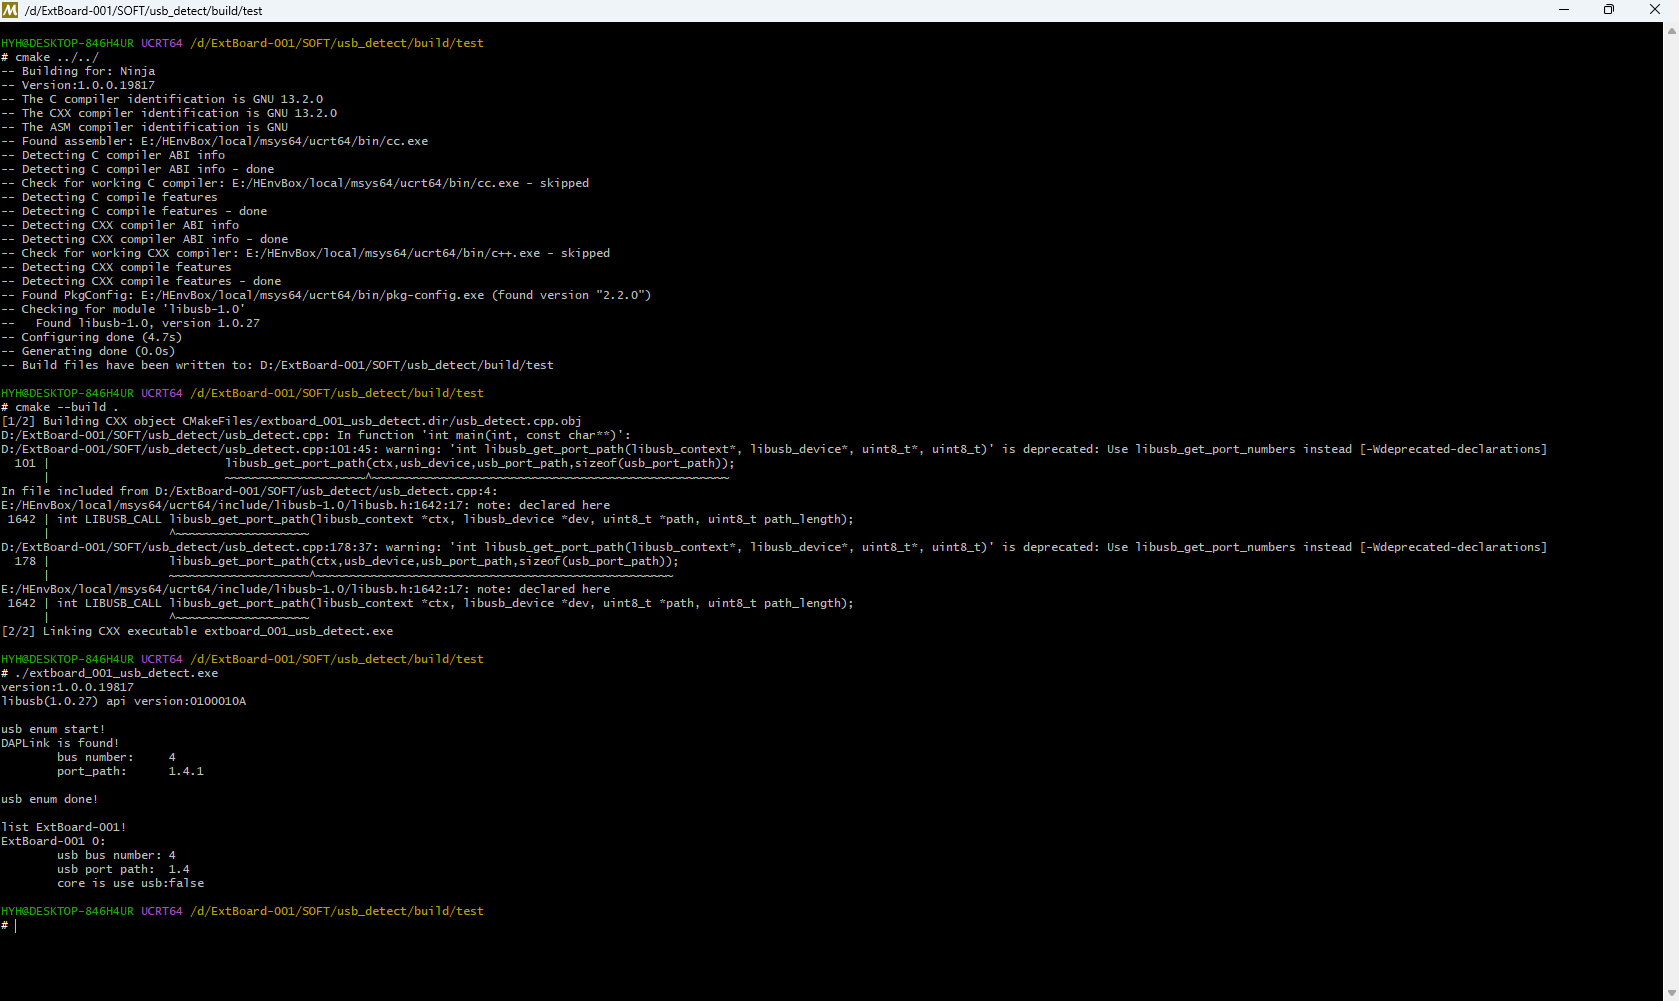 /d/ExtBoard-001/SOFT/usb_detect/build/test
HYH@DESKTOP-846H4UR UCRT64 /d/ExtBoard-001/SOFT/usb_detect/build/test
# cmake ../../
-- Building for: Ninja
-- Version:1.0.0.19817
-- The C compiler identification is GNU 13.2.0
-- The CXX compiler identification is GNU 13.2.0
-- The ASM compiler identification is GNU
-- Found assembler: E:/HEnvBox/local/msys64/ucrt64/bin/cc.exe
-- Detecting C compiler ABI info
-- Detecting C compiler ABI info - done
-- Check for working C compiler: E:/HEnvBox/local/msys64/ucrt64/bin/cc.exe - skipped
-- Detecting C compile features
-- Detecting C compile features - done
-- Detecting CXX compiler ABI info
-- Detecting CXX compiler ABI info - done
-- Check for working CXX compiler: E:/HEnvBox/local/msys64/ucrt64/bin/c++.exe - skipped
-- Detecting CXX compile features
-- Detecting CXX compile features - done
-- Found PkgConfig: E:/HEnvBox/local/msys64/ucrt64/bin/pkg-config.exe (found version "2.2.0")
-- Checking for module 'libusb-1.0'
--   Found libusb-1.0, version 1.0.27
-- Configuring done (4.7s)
-- Generating done (0.0s)
-- Build files have been written to: D:/ExtBoard-001/SOFT/usb_detect/build/test
HYH@DESKTOP-846H4UR UCRT64 /d/ExtBoard-001/SOFT/usb_detect/build/test
# cmake --build .
[1/2] Building CXX object CMakeFiles/extboard_001_usb_detect.dir/usb_detect.cpp.obj
D:/ExtBoard-001/SOFT/usb_detect/usb_detect.cpp: In function 'int main(int, const char**)':
D:/ExtBoard-001/SOFT/usb_detect/usb_detect.cpp:101:45: warning: 'int libusb_get_port_path(libusb_context*, libusb_device*, uint8_t*, uint8_t)' is deprecated: Use libusb_get_port_numbers instead [-Wdeprecated-declarations]
  101 |                         libusb_get_port_path(ctx,usb_device,usb_port_path,sizeof(usb_port_path));
      |                         ~~~~~~~~~~~~~~~~~~~~^~~~~~~~~~~~~~~~~~~~~~~~~~~~~~~~~~~~~~~~~~~~~~~~~~~~
In file included from D:/ExtBoard-001/SOFT/usb_detect/usb_detect.cpp:4:
E:/HEnvBox/local/msys64/ucrt64/include/libusb-1.0/libusb.h:1642:17: note: declared here
 1642 | int LIBUSB_CALL libusb_get_port_path(libusb_context *ctx, libusb_device *dev, uint8_t *path, uint8_t path_length);
      |                 ^~~~~~~~~~~~~~~~~~~~
D:/ExtBoard-001/SOFT/usb_detect/usb_detect.cpp:178:37: warning: 'int libusb_get_port_path(libusb_context*, libusb_device*, uint8_t*, uint8_t)' is deprecated: Use libusb_get_port_numbers instead [-Wdeprecated-declarations]
  178 |                 libusb_get_port_path(ctx,usb_device,usb_port_path,sizeof(usb_port_path));
      |                 ~~~~~~~~~~~~~~~~~~~~^~~~~~~~~~~~~~~~~~~~~~~~~~~~~~~~~~~~~~~~~~~~~~~~~~~~
E:/HEnvBox/local/msys64/ucrt64/include/libusb-1.0/libusb.h:1642:17: note: declared here
 1642 | int LIBUSB_CALL libusb_get_port_path(libusb_context *ctx, libusb_device *dev, uint8_t *path, uint8_t path_length);
      |                 ^~~~~~~~~~~~~~~~~~~~
[2/2] Linking CXX executable extboard_001_usb_detect.exe
HYH@DESKTOP-846H4UR UCRT64 /d/ExtBoard-001/SOFT/usb_detect/build/test
# ./extboard_001_usb_detect.exe
version:1.0.0.19817
libusb(1.0.27) api version:0100010A
usb enum start!
DAPLink is found!
        bus number:     4
        port_path:      1.4.1
usb enum done!
list ExtBoard-001!
ExtBoard-001 0:
        usb bus number: 4
        usb port path:  1.4
        core is use usb:false
HYH@DESKTOP-846H4UR UCRT64 /d/ExtBoard-001/SOFT/usb_detect/build/test
#